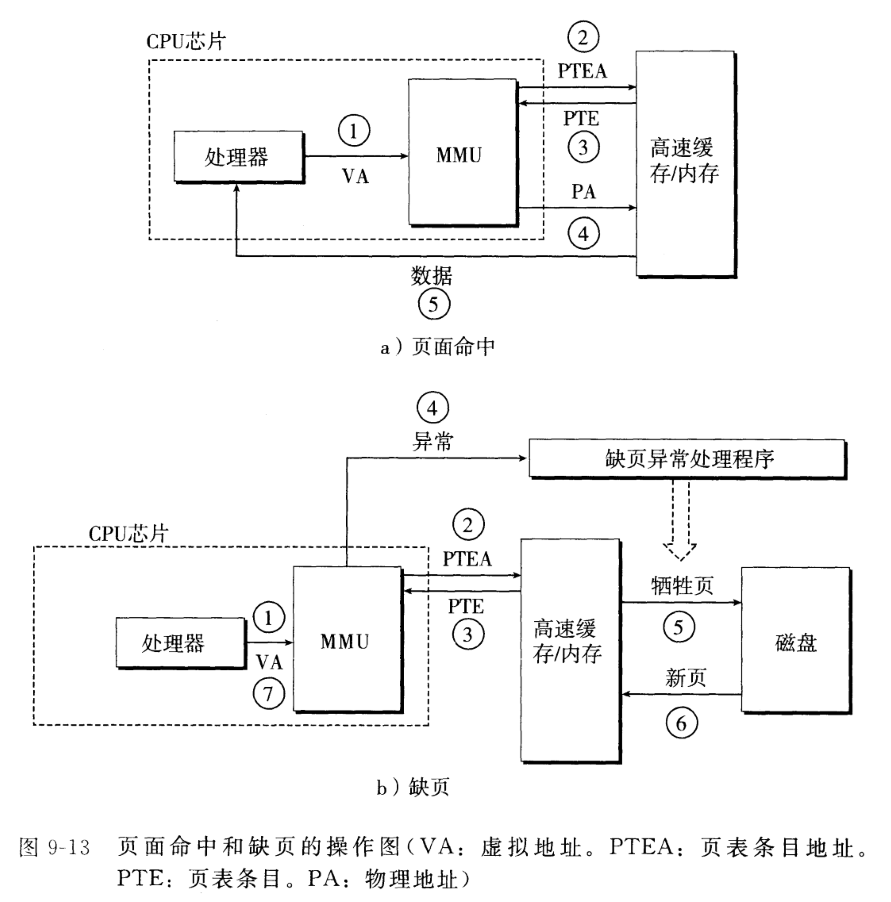 CPU芯片
②
PTEA
PTE
③
①
处理器
VA
MMU
高速缓
存/内存
PA
④
数据
⑤
a）页面命中
④
异常
缺页异常处理程序
CPU芯片
②
PTEA
PTE
③
①
处理器
VA
⑦
MMU
高速缓
存/内存
牺牲页
⑤
新页
⑥
磁盘
b）缺页
图 9-13 页面命中和缺页的操作图（VA：虚拟地址。PTEA：页表条目地址。
PTE：页表条目。PA：物理地址）